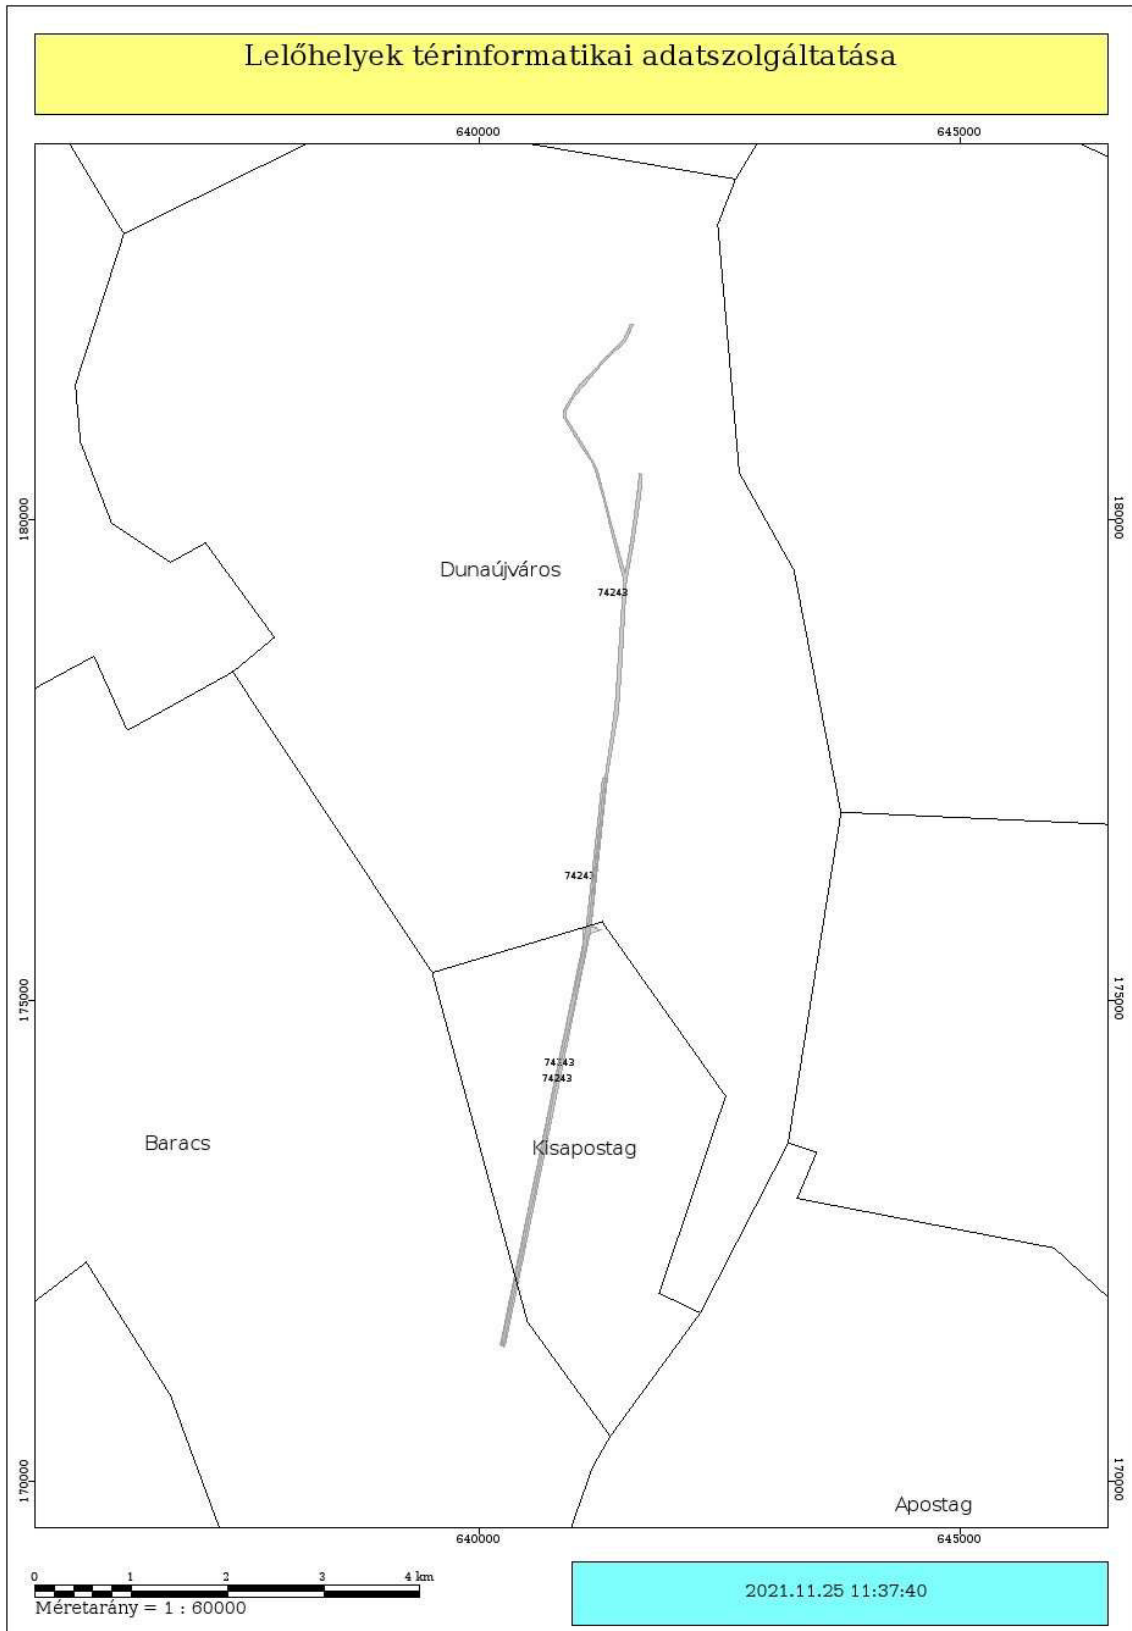 Lelőhelyek térinformatikai adatszolgáltatása
640000 645000
180000 180000
Dunaújváros
74243
74243
175000 175000
74243
74243
Baracs
Kisapostag
170000 170000
Apostag
640000 645000
0 1 2 3 4 km
Méretarány = 1 : 60000
2021.11.25 11:37:40